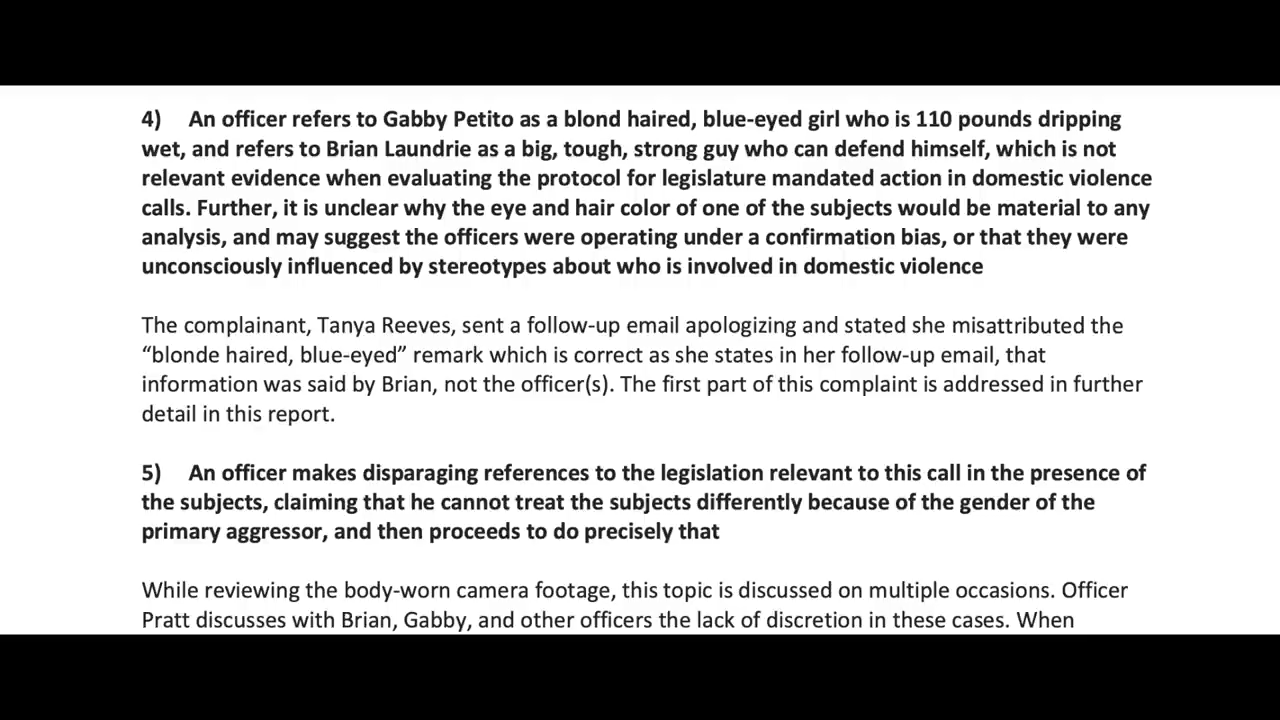 4) An officer refers to Gabby Petito as a blond haired, blue-eyed girl who is 110 pounds dripping
wet, and refers to Brian Laundrie as a big, tough, strong guy who can defend himself, which is not
relevant evidence when evaluating the protocol for legislature mandated action in domestic violence
calls. Further, it is unclear why the eye and hair color of one of the subjects would be material to any
analysis, and may suggest the officers were operating under a confirmation bias, or that they were
unconsciously influenced by stereotypes about who is involved in domestic violence
The complainant, Tanya Reeves, sent a follow-up email apologizing and stated she misattributed the
“blonde haired, blue-eyed” remark which is correct as she states in her follow-up email, that
information was said by Brian, not the officer(s). The first part of this complaint is addressed in further
detail in this report.
5) An officer makes disparaging references to the legislation relevant to this call in the presence of
the subjects, claiming that he cannot treat the subjects differently because of the gender of the
primary aggressor, and then proceeds to do precisely that
While reviewing the body-worn camera footage, this topic is discussed on multiple occasions. Officer
Pratt discusses with Brian, Gabby, and other officers the lack of discretion in these cases. When